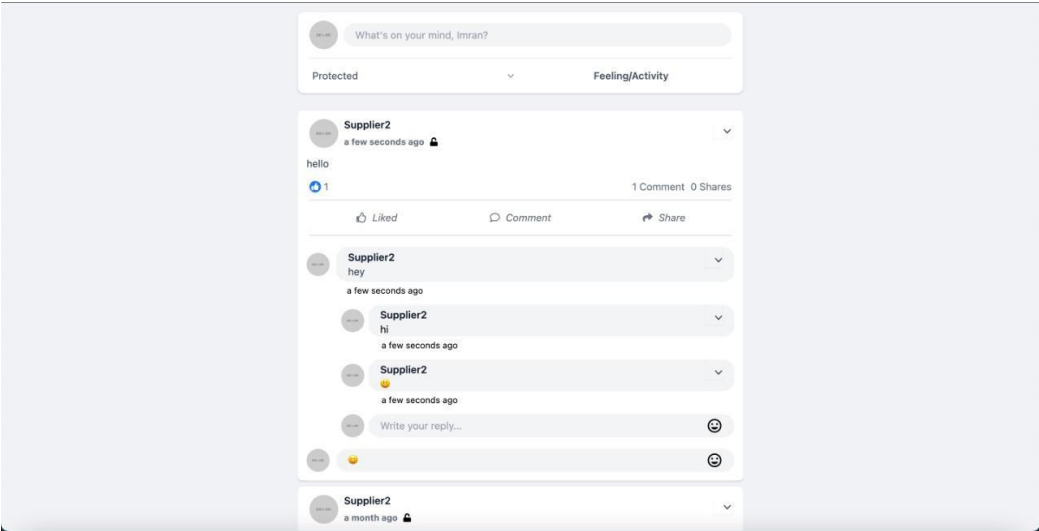 What's on your mind, Imran?
Protected Feeling/Activity
Supplier2
a few seconds ago
hello
1 1 Comment 0 Shares
Liked Comment Share
Supplier2
hey
a few seconds ago
Supplier2
hi
a few seconds ago
Supplier2
😀
a few seconds ago
Write your reply...
😄
Supplier2
a month ago